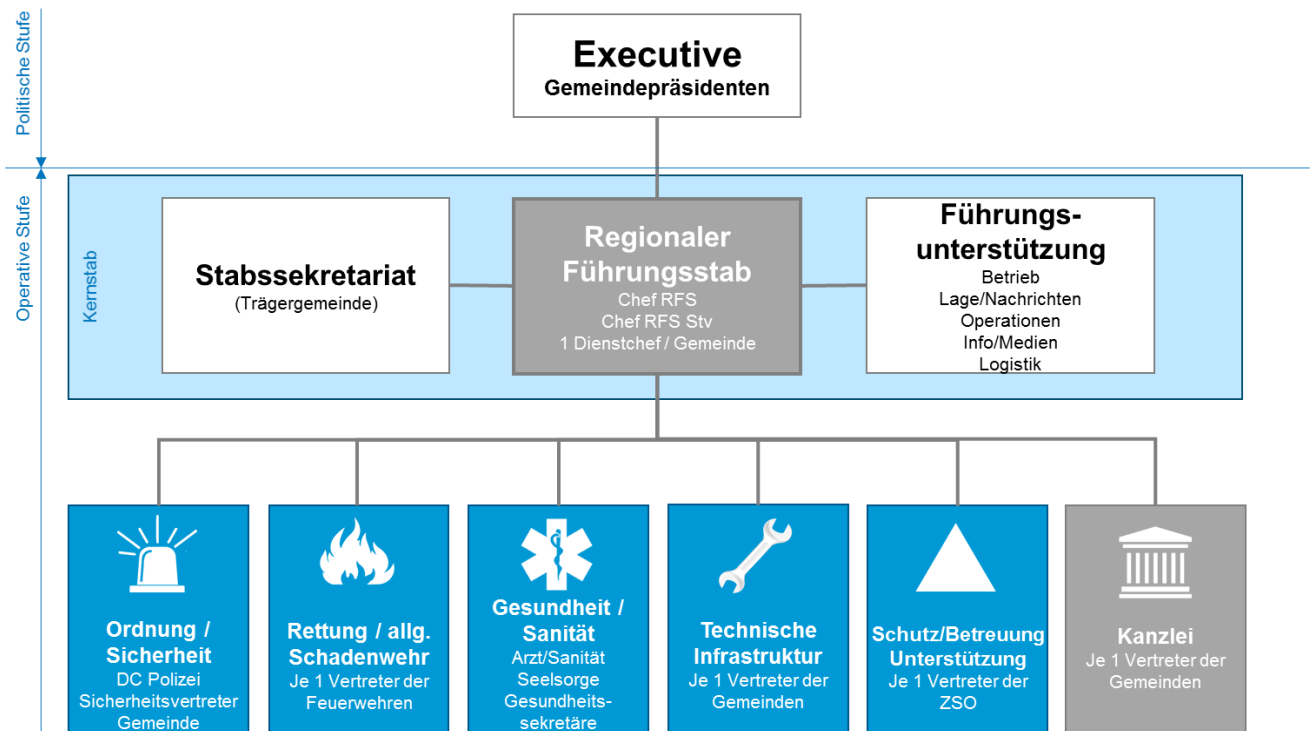 Politische Stufe
Executive
Gemeindepräsidenten
Operative Stufe
Kernstab
Stabssekretariat
(Trägergemeinde)
Regionaler
Führungsstab
Chef RFS
Chef RFS Stv
1 Dienstchef / Gemeinde
Führungs-
unterstützung
Betrieb
Lage/Nachrichten
Operationen
Info/Medien
Logistik
Ordnung /
Sicherheit
DC Polizei
Sicherheitsvertreter
Gemeinde
Rettung / allg.
Schadenwehr
Je 1 Vertreter der
Feuerwehren
Gesundheit /
Sanität
Arzt/Sanität
Seelsorge
Gesundheits-
sekretäre
Technische
Infrastruktur
Je 1 Vertreter der
Gemeinden
Schutz/Betreuung
Unterstützung
Je 1 Vertreter der
ZSO
Kanzlei
Je 1 Vertreter der
Gemeinden